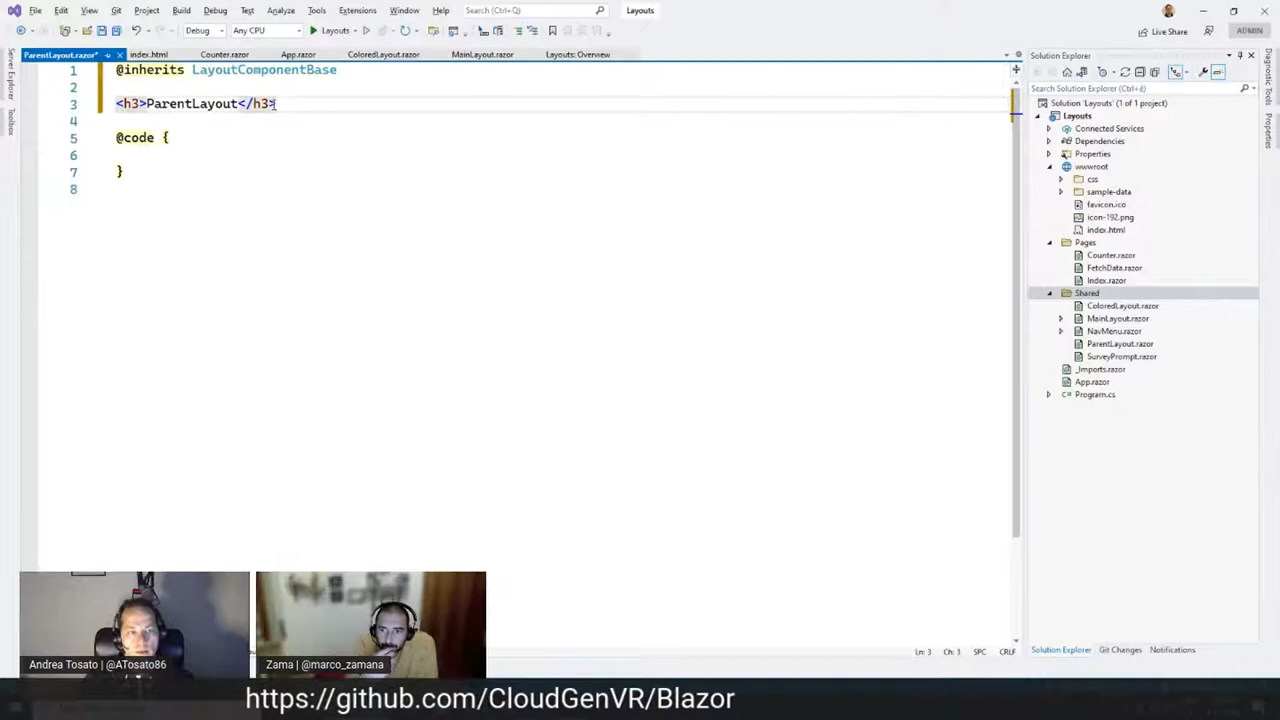 File Edit View Git Project Build Debug Test Analyze Tools Extensions Window Help Search (Ctrl+Q) Layouts
Debug Any CPU Layouts Live Share ADMIN
ParentLayout.razor* index.html Counter.razor App.razor ColoredLayout.razor MainLayout.razor Layouts: Overview
Server Explorer
Toolbox
1 @inherits LayoutComponentBase
2
3 <h3>ParentLayout</h3>
4
5 @code {
6
7 }
8
Solution Explorer
Search Solution Explorer (Ctrl+è)
Solution 'Layouts' (1 of 1 project)
Layouts
Connected Services
Dependencies
Properties
wwwroot
css
sample-data
favicon.ico
icon-192.png
index.html
Pages
Counter.razor
FetchData.razor
Index.razor
Shared
ColoredLayout.razor
MainLayout.razor
NavMenu.razor
ParentLayout.razor
SurveyPrompt.razor
_Imports.razor
App.razor
C# Program.cs
Diagnostic Tools
Properties
Ln: 3 Ch: 3 SPC CRLF
Solution Explorer Git Changes Notifications
Andrea Tosato | @ATosato86
Zama | @marco_zamana
https://github.com/CloudGenVR/Blazor